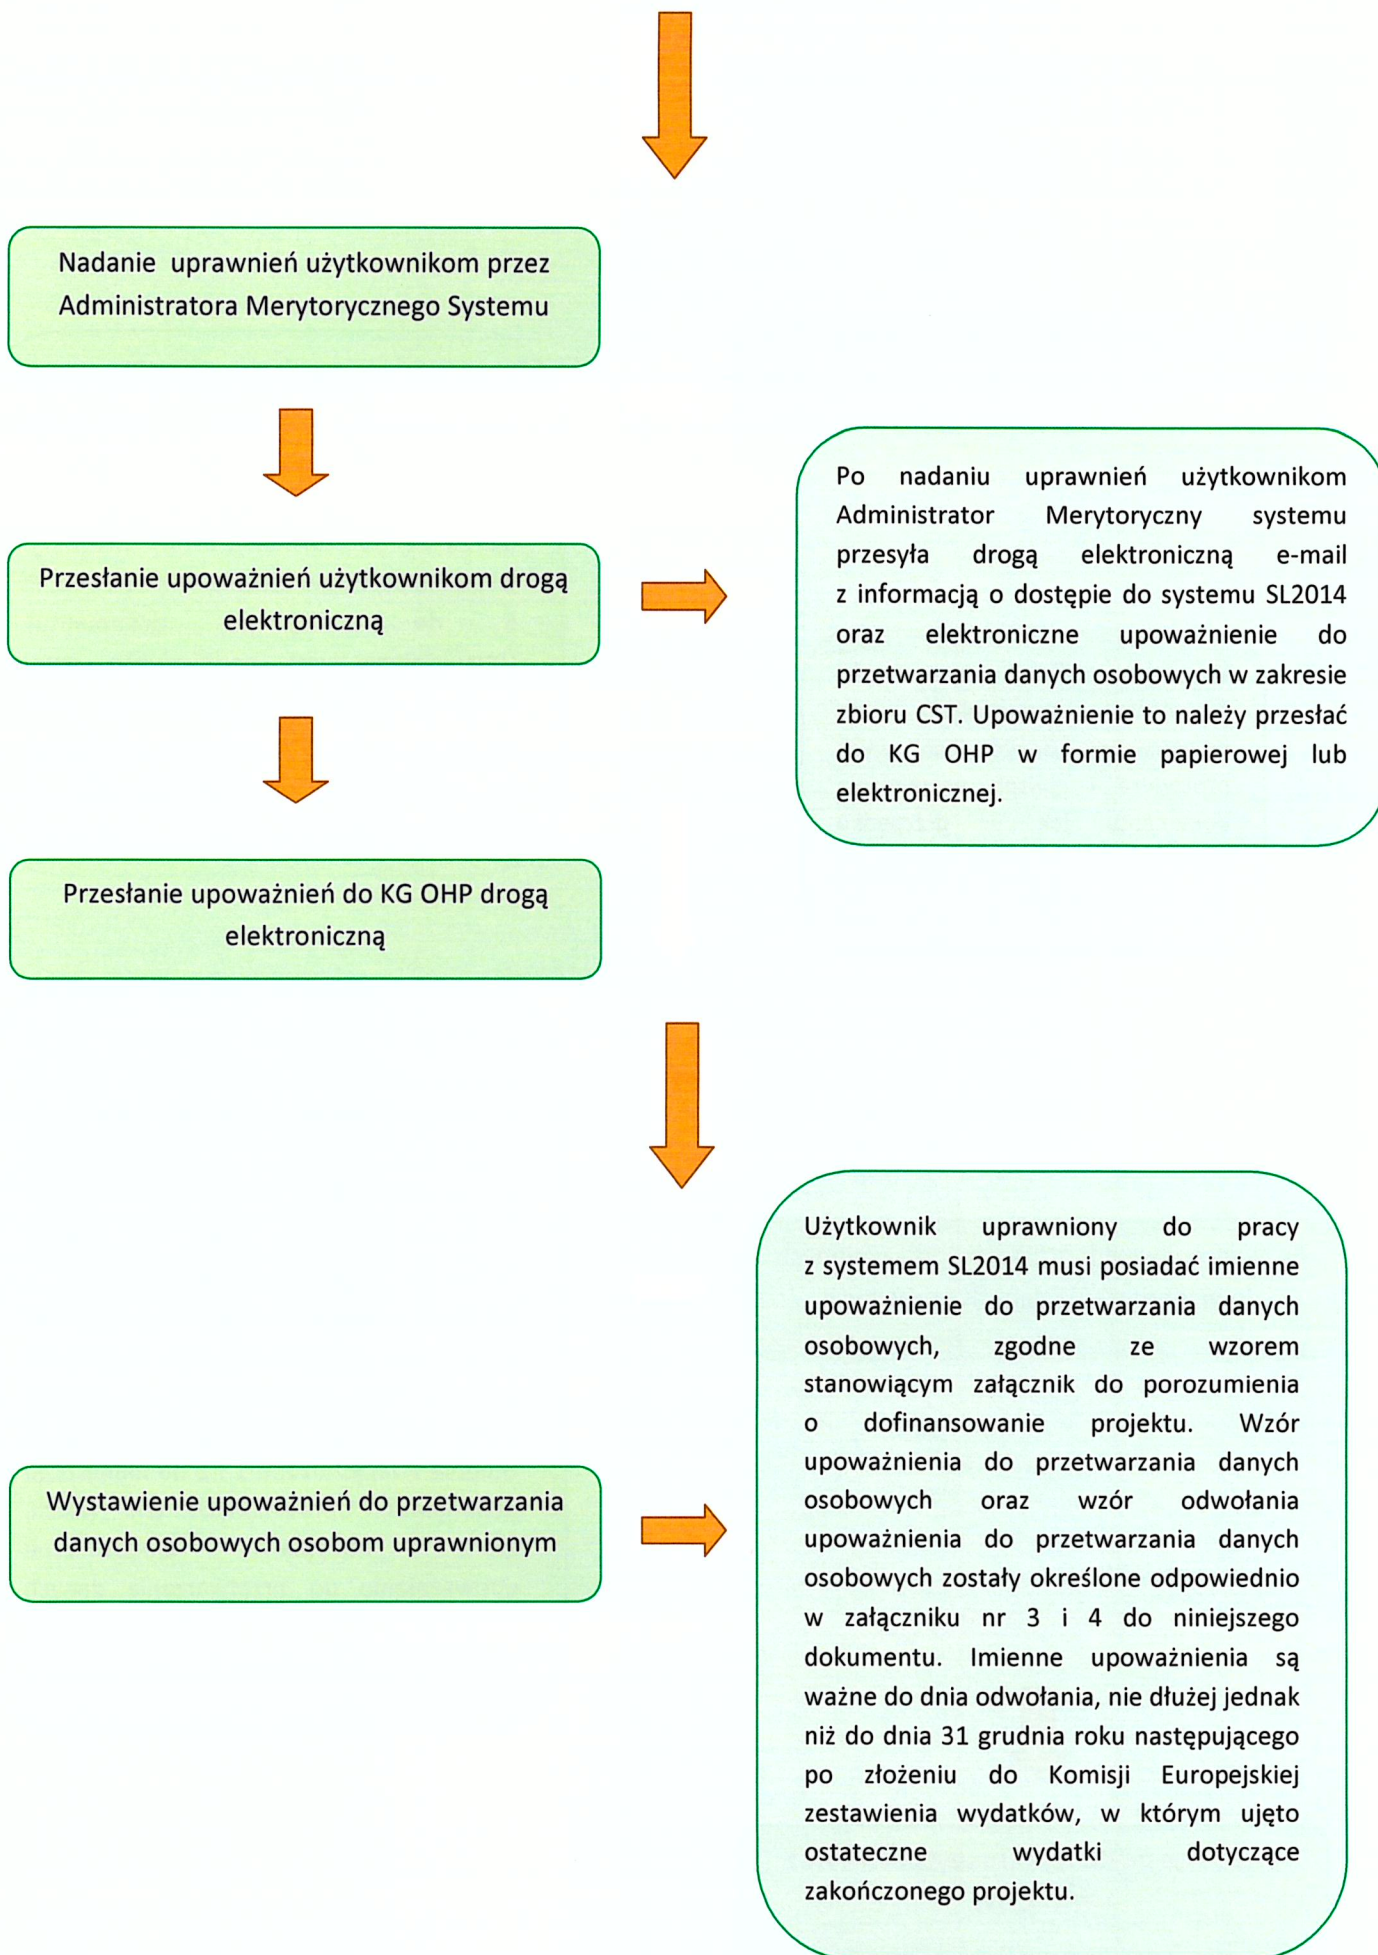 Nadanie uprawnień użytkownikom przez
Administratora Merytorycznego Systemu
Przesłanie upoważnień użytkownikom drogą
elektroniczną
Po nadaniu uprawnień użytkownikom
Administrator Merytoryczny systemu
przesyła drogą elektroniczną e-mail
z informacją o dostępie do systemu SL2014
oraz elektroniczne upoważnienie do
przetwarzania danych osobowych w zakresie
zbioru CST. Upoważnienie to należy przesłać
do KG OHP w formie papierowej lub
elektronicznej.
Przesłanie upoważnień do KG OHP drogą
elektroniczną
Wystawienie upoważnień do przetwarzania
danych osobowych osobom uprawnionym
Użytkownik uprawniony do pracy
z systemem SL2014 musi posiadać imienne
upoważnienie do przetwarzania danych
osobowych, zgodne ze wzorem
stanowiącym załącznik do porozumienia
o dofinansowanie projektu. Wzór
upoważnienia do przetwarzania danych
osobowych oraz wzór odwołania
upoważnienia do przetwarzania danych
osobowych zostały określone odpowiednio
w załączniku nr 3 i 4 do niniejszego
dokumentu. Imienne upoważnienia są
ważne do dnia odwołania, nie dłużej jednak
niż do dnia 31 grudnia roku następującego
po złożeniu do Komisji Europejskiej
zestawienia wydatków, w którym ujęto
ostateczne wydatki dotyczące
zakończonego projektu.